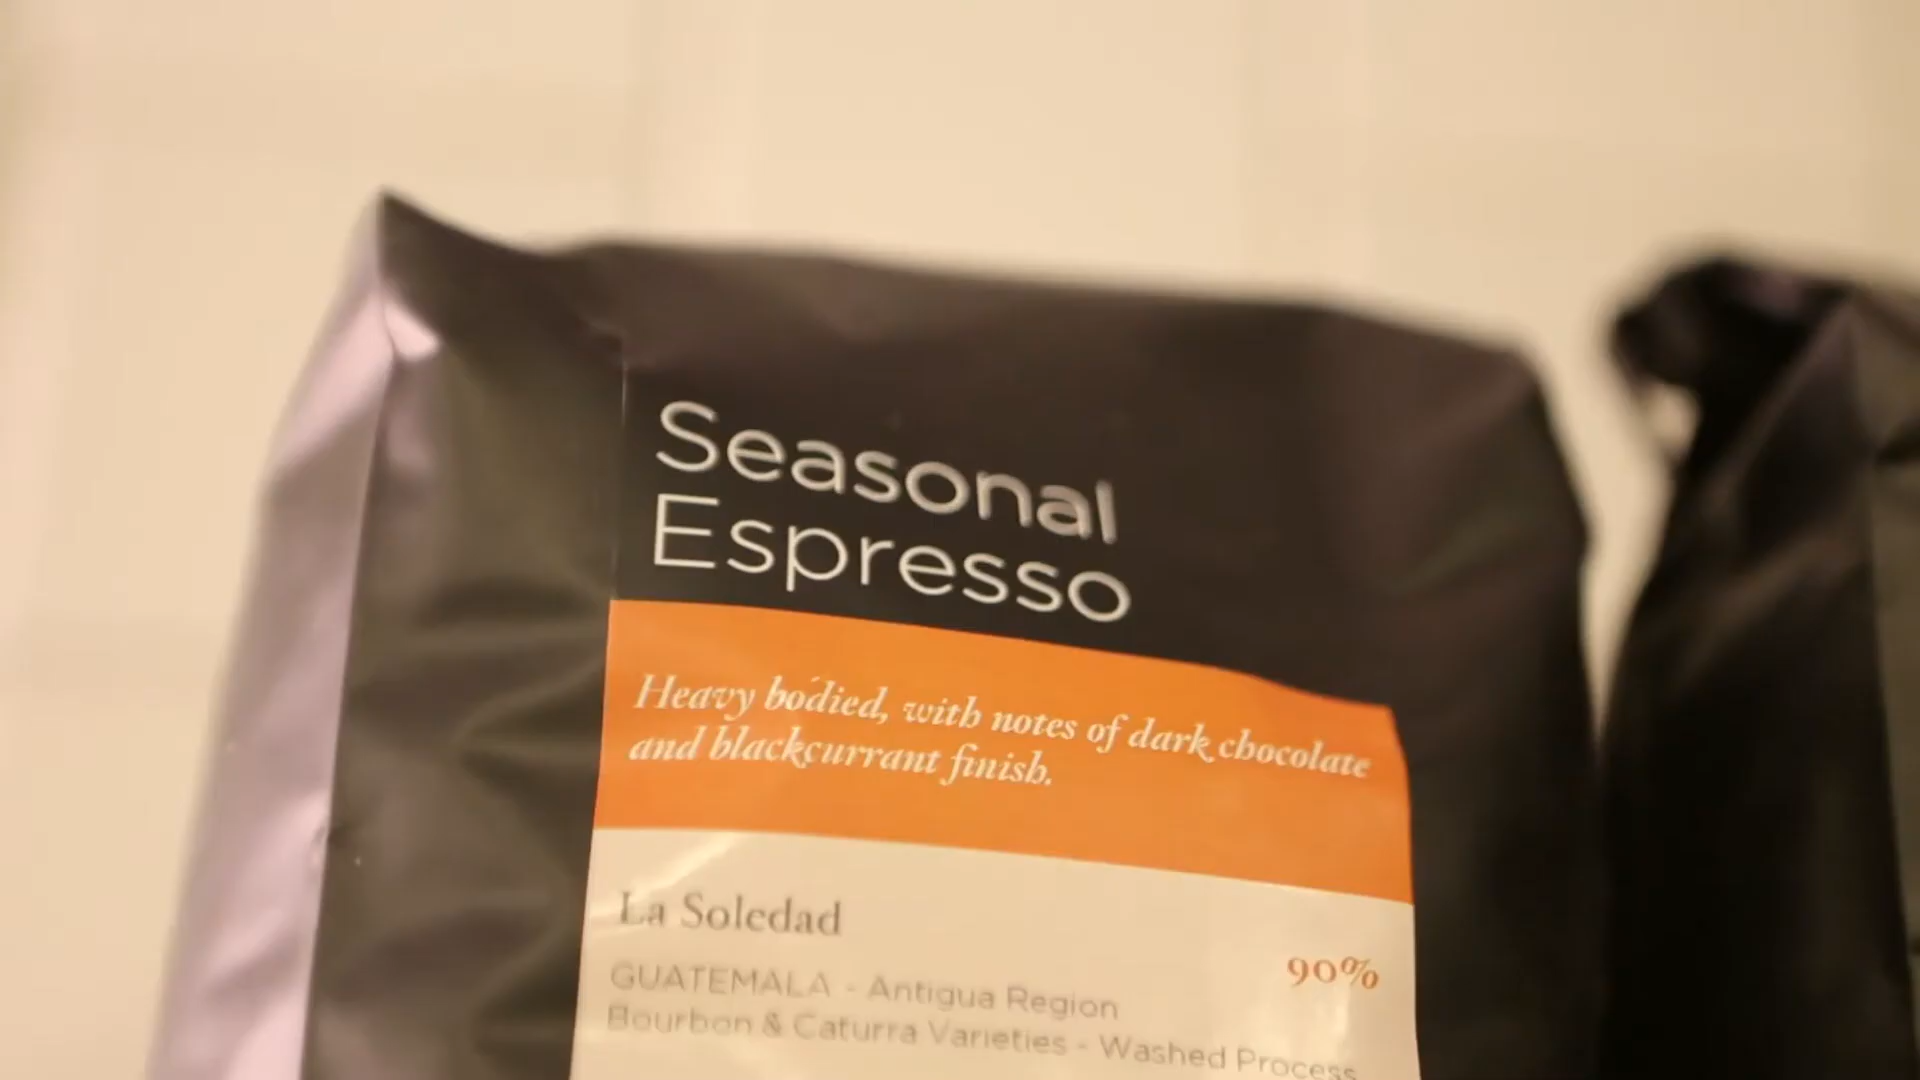 Seasonal
Espresso
Heavy bodied, with notes of dark chocolate
and blackcurrant finish.
La Soledad
90%
GUATEMALA - Antigua Region
Bourbon & Caturra Varieties - Washed Process